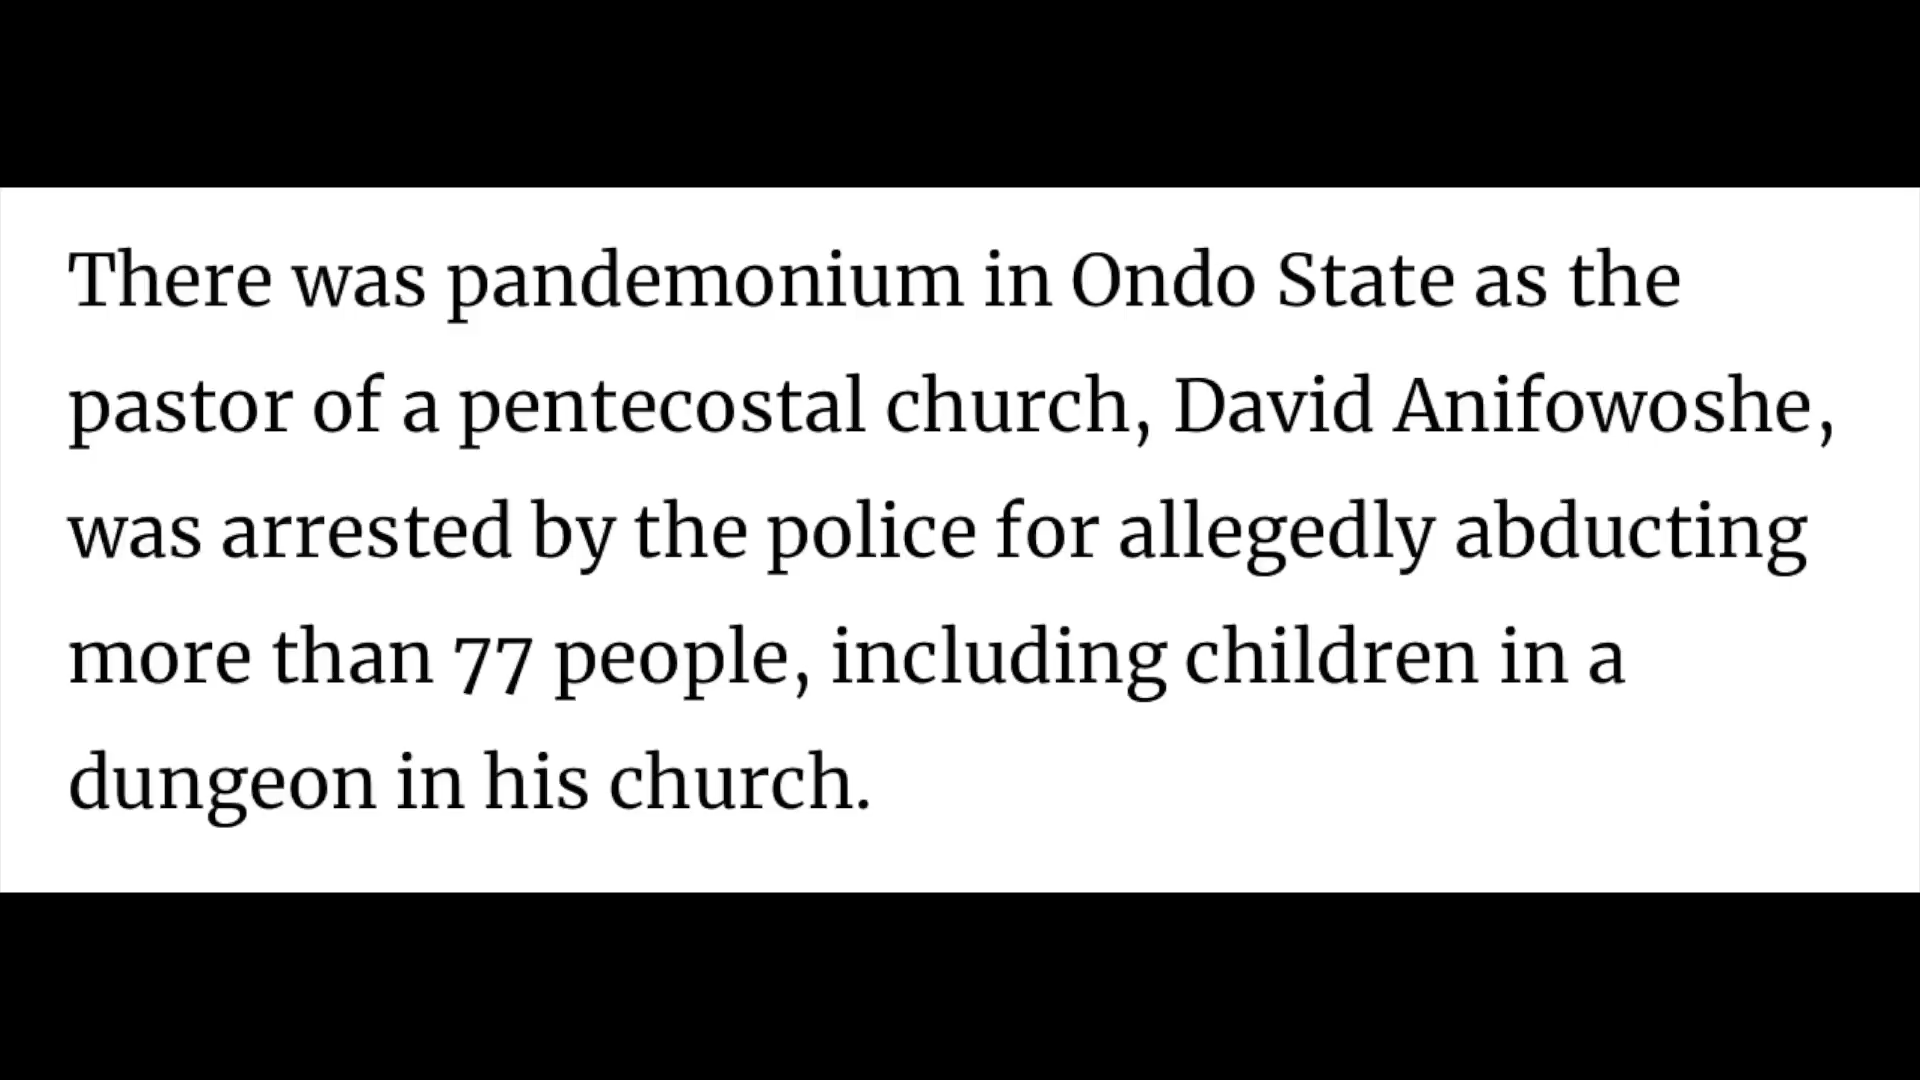 There was pandemonium in Ondo State as the
pastor of a pentecostal church, David Anifowoshe,
was arrested by the police for allegedly abducting
more than 77 people, including children in a
dungeon in his church.